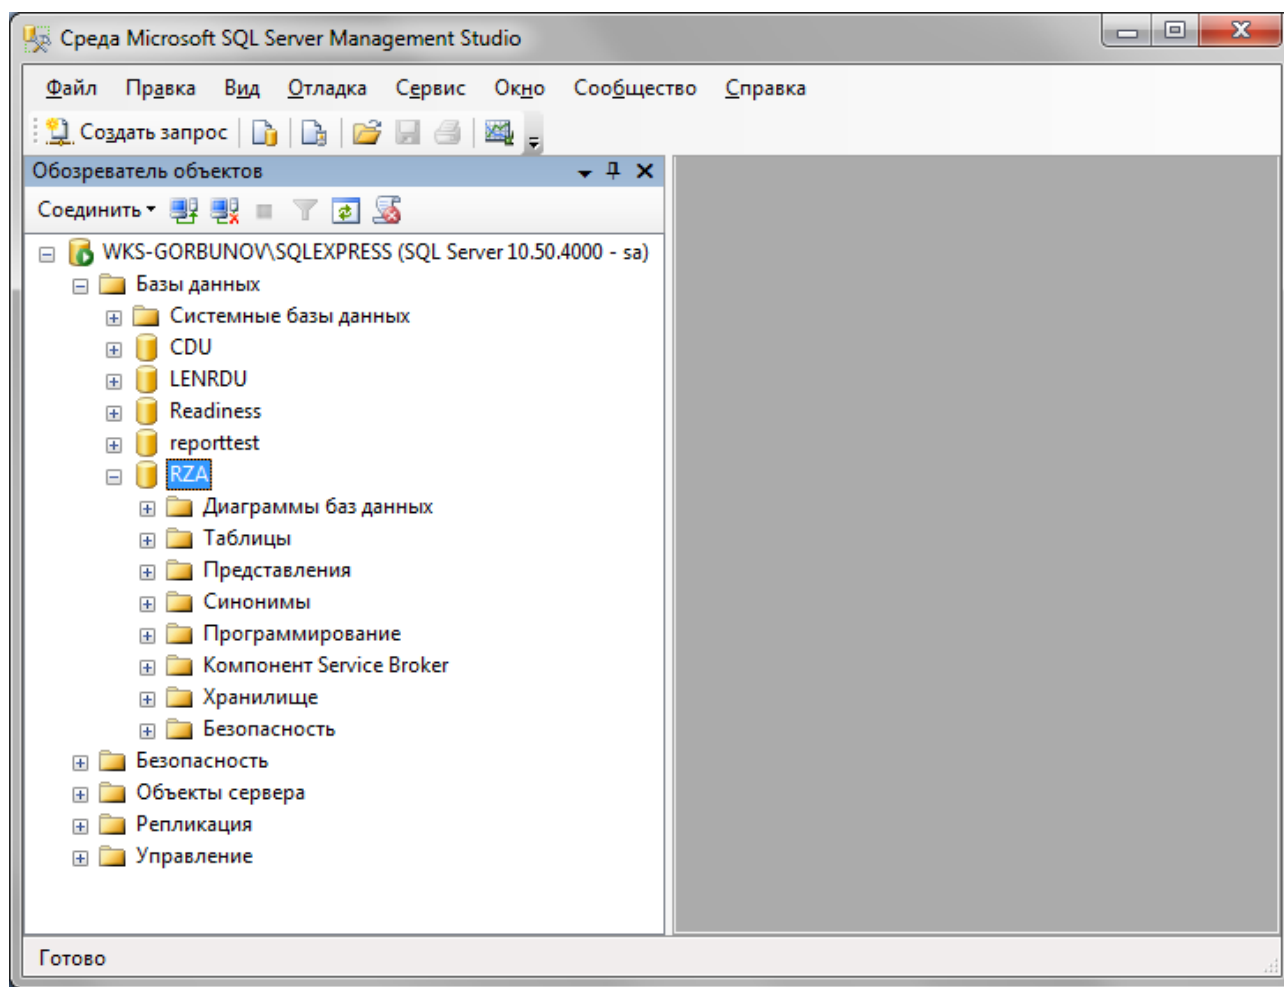 Среда Microsoft SQL Server Management Studio
Файл Правка Вид Отладка Сервис Окно Сообщество Справка
Создать запрос
Обозреватель объектов
Соединить
WKS-GORBUNOV\SQLEXPRESS (SQL Server 10.50.4000 - sa)
Базы данных
Системные базы данных
CDU
LENRDU
Readiness
reporttest
RZA
Диаграммы баз данных
Таблицы
Представления
Синонимы
Программирование
Компонент Service Broker
Хранилище
Безопасность
Безопасность
Объекты сервера
Репликация
Управление
Готово